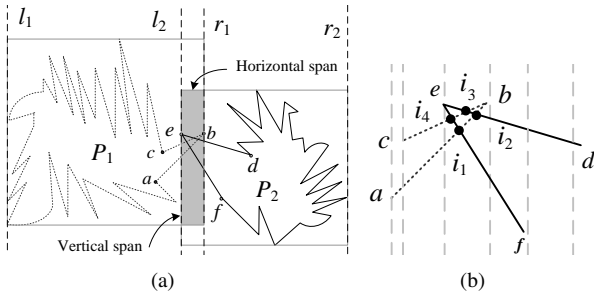 l1 l2 r1 r2
Horizontal span
e b
c d
P1
a P2
f
Vertical span
(a)
e i3 b
i4
c i2
i1 d
a
f
(b)